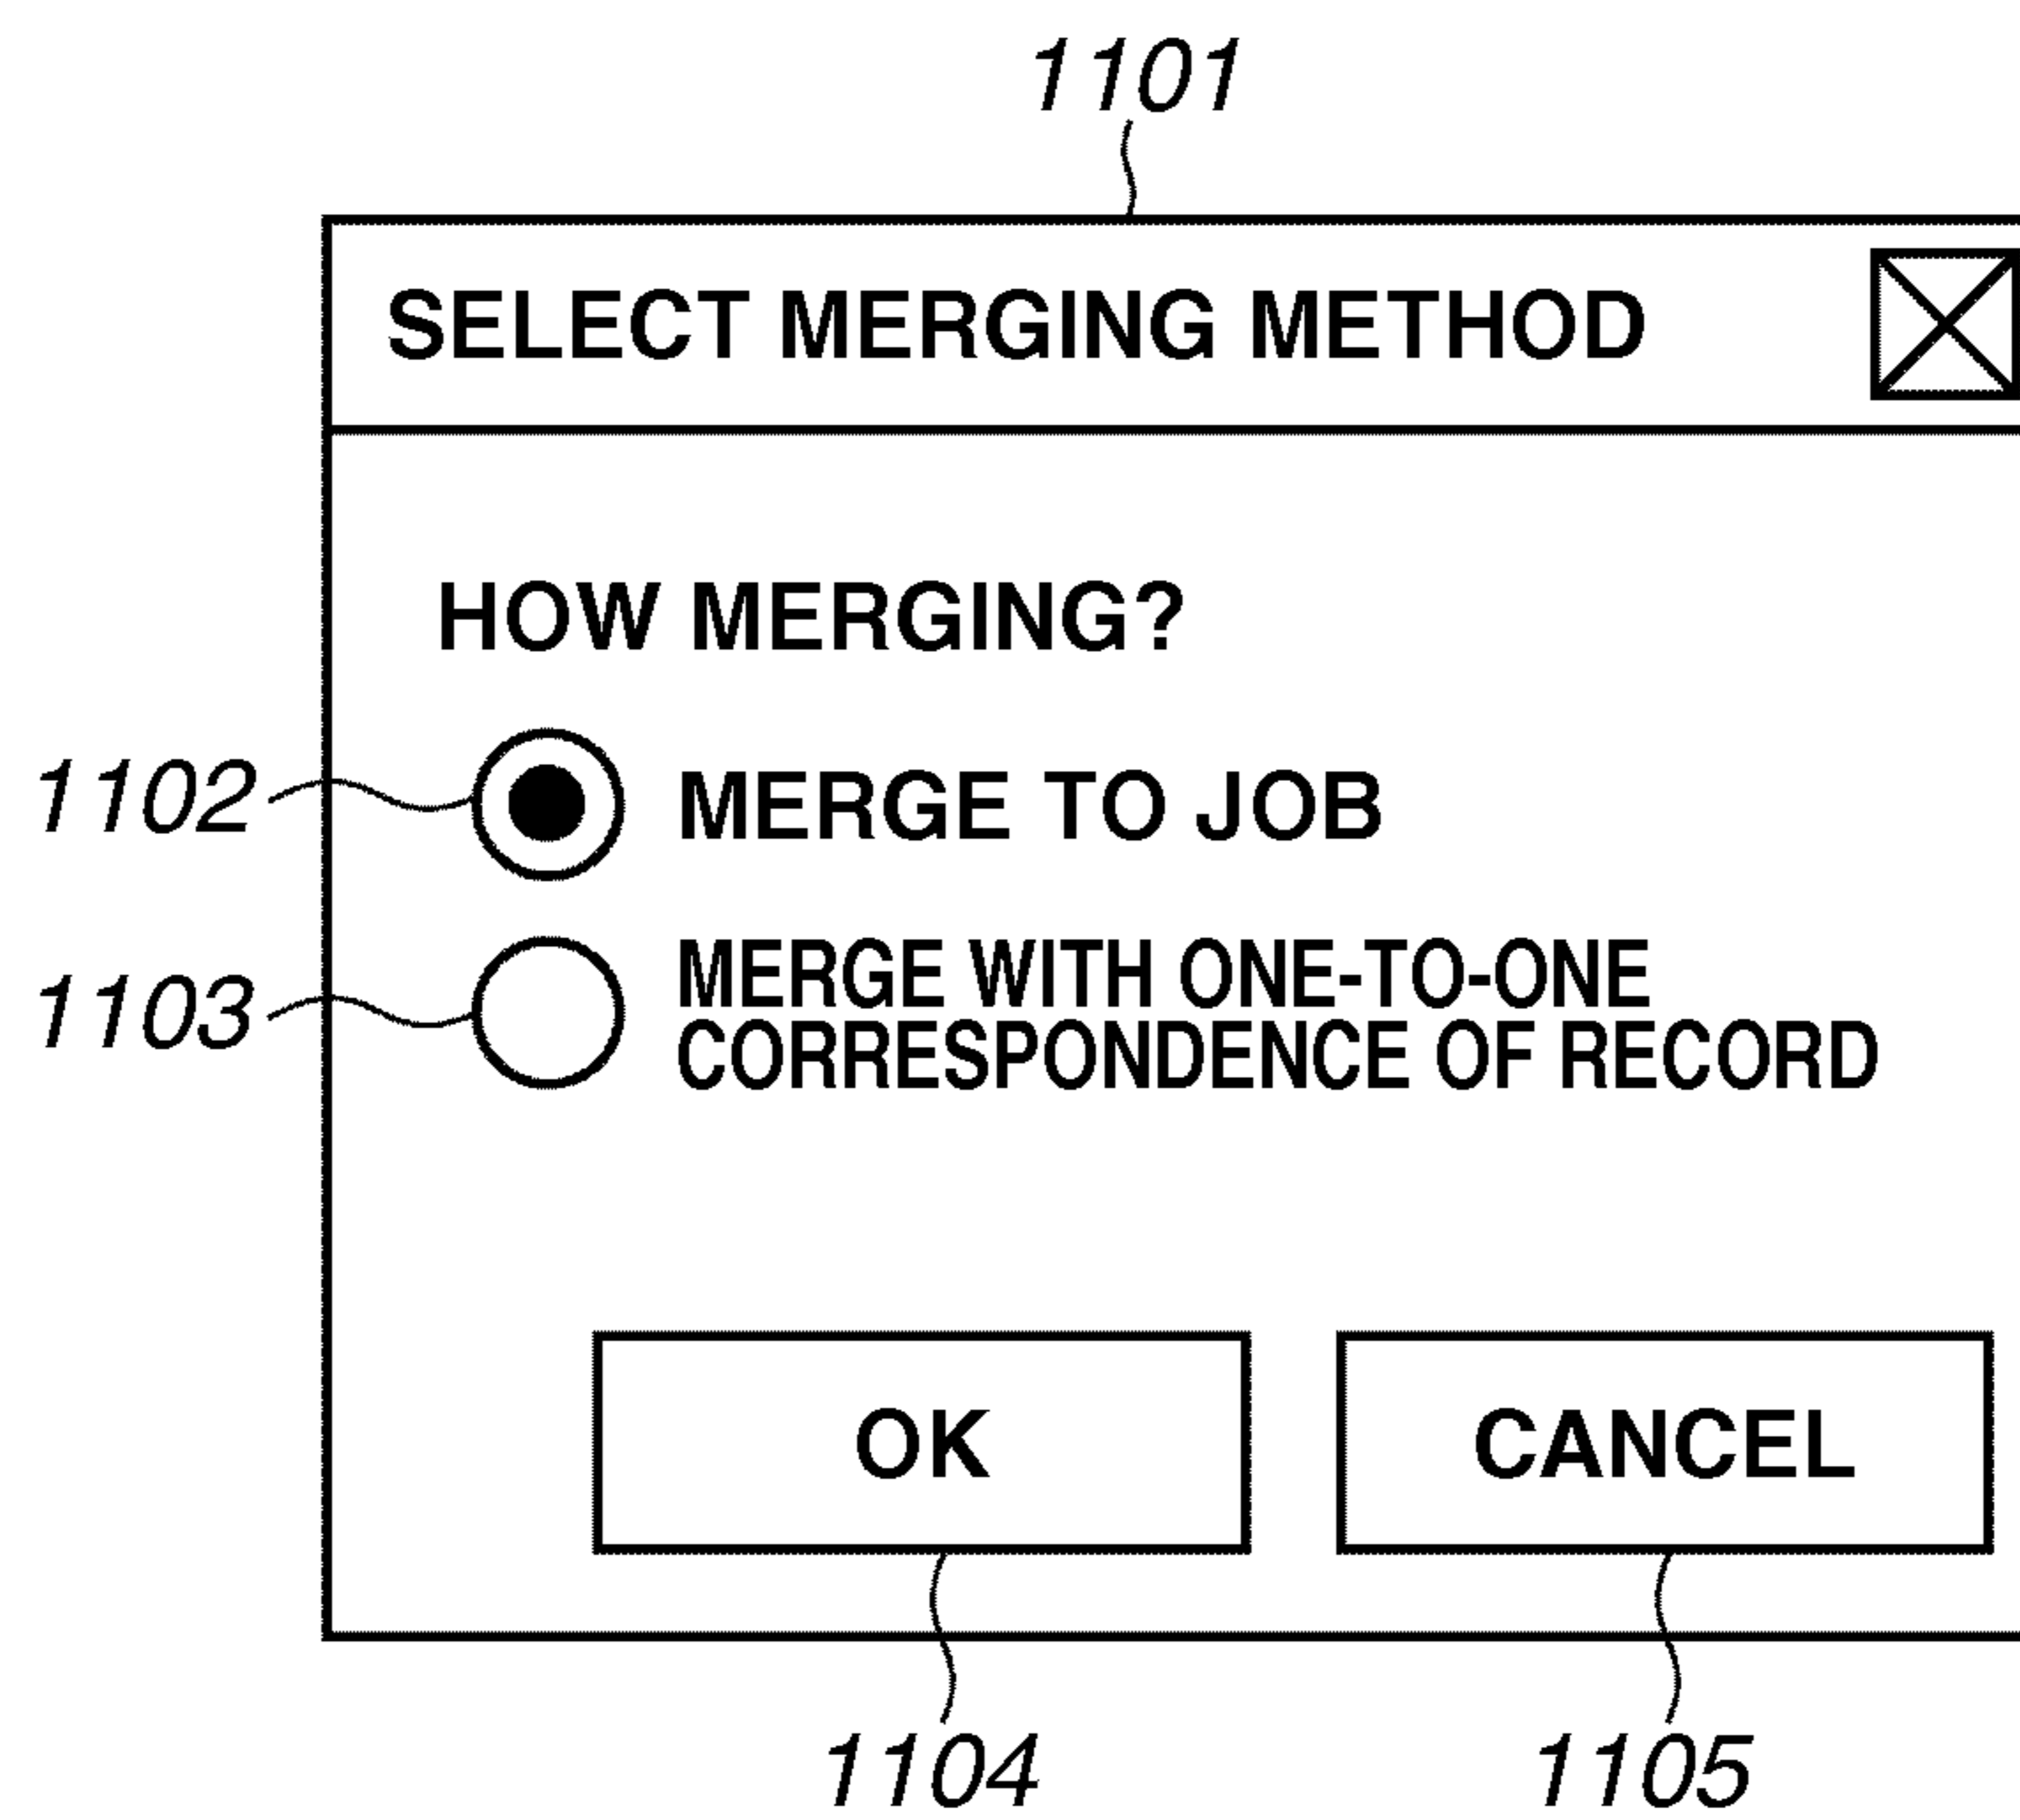 1101
SELECT MERGING METHOD
HOW MERGING?
1102
MERGE TO JOB
1103
MERGE WITH ONE-TO-ONE
CORRESPONDENCE OF RECORD
OK
CANCEL
1104
1105